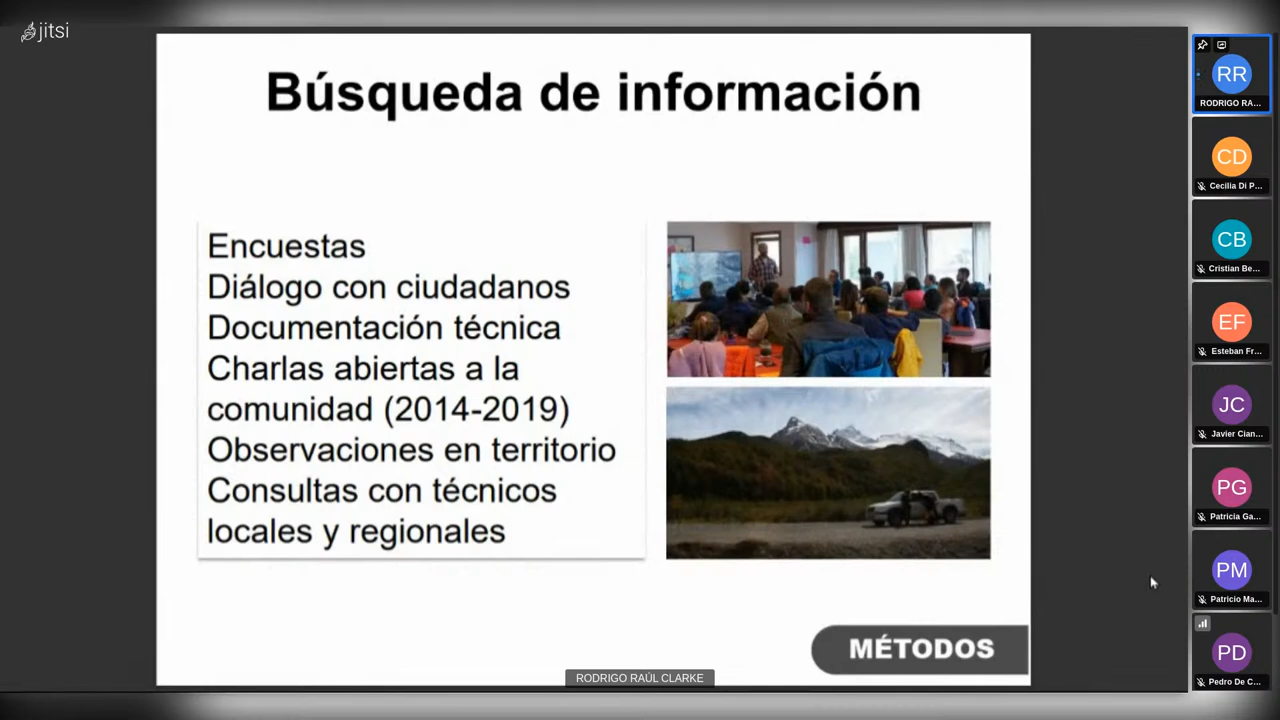 jitsi
Búsqueda de información
Encuestas
Diálogo con ciudadanos
Documentación técnica
Charlas abiertas a la
comunidad (2014-2019)
Observaciones en territorio
Consultas con técnicos
locales y regionales
MÉTODOS
RODRIGO RAÚL CLARKE
RR
RODRIGO RA...
CD
Cecilia Di P...
CB
Cristian Be...
EF
Esteban Fr...
JC
Javier Cian...
PG
Patricia Ga...
PM
Patricio Ma...
PD
Pedro De C...